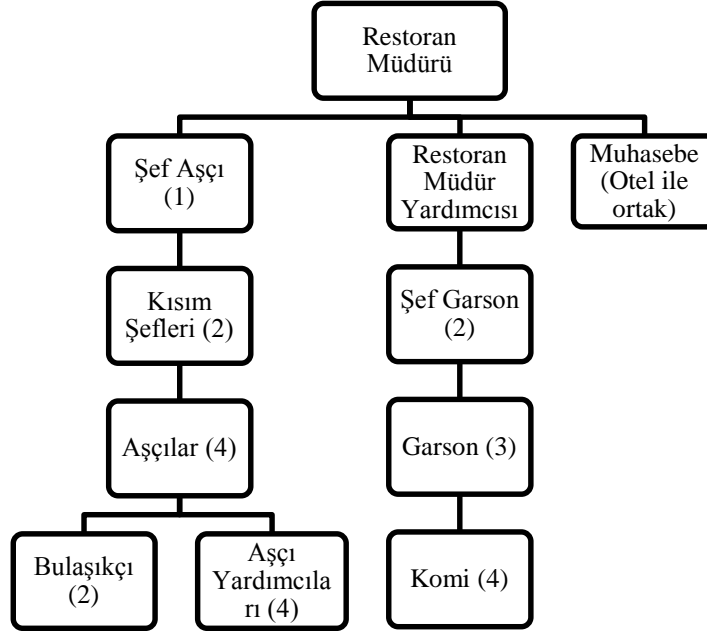 Restoran
Müdürü
Şef Aşçı
(1)
Restoran
Müdür
Yardımcısı
Muhasebe
(Otel ile
ortak)
Kısım
Şefleri (2)
Şef Garson
(2)
Aşçılar (4)
Garson (3)
Bulaşıkçı
(2)
Aşçı
Yardımcıla
rı (4)
Komi (4)